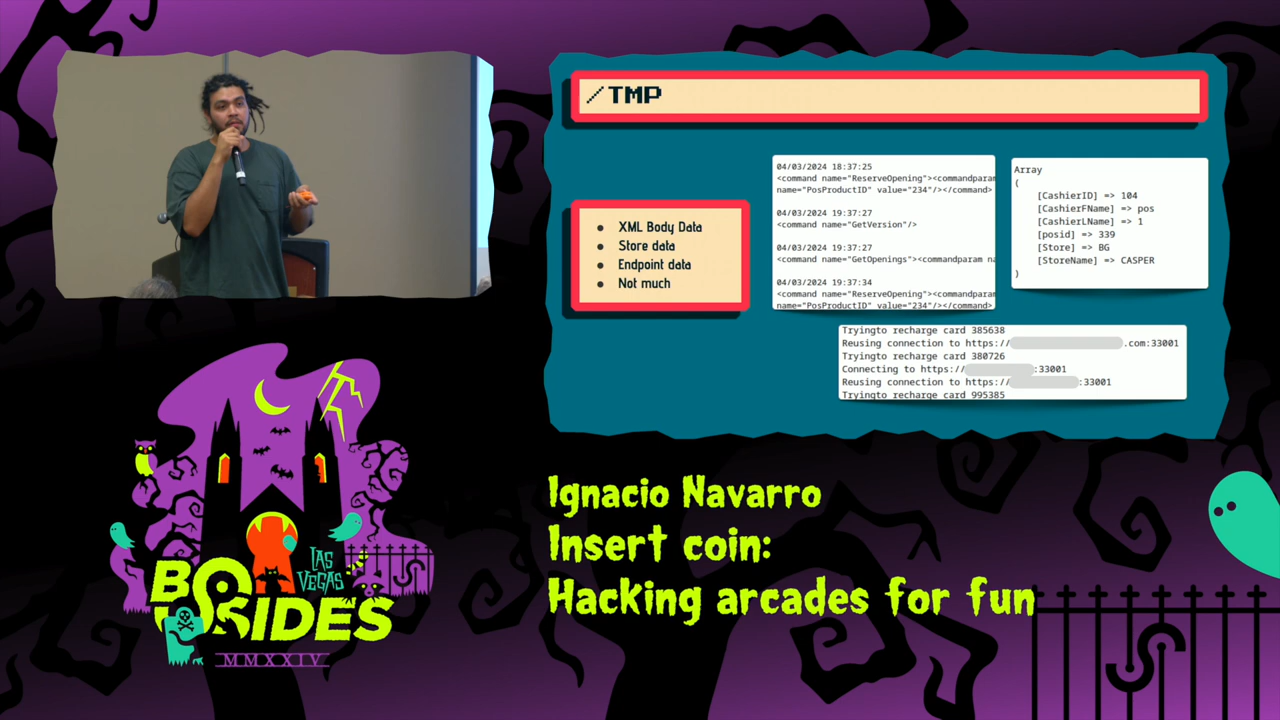 /TMP
XML Body Data
Store data
Endpoint data
Not much
04/03/2024 18:37:25
<command name="ReserveOpening"><commandparam
name="PosProductID" value="234"/></command>
04/03/2024 19:37:27
<command name="GetVersion"/>
04/03/2024 19:37:27
<command name="GetOpenings"><commandparam na
04/03/2024 19:37:34
<command name="ReserveOpening"><commandparam
name="PosProductID" value="234"/></command>
Array
(
[CashierID] => 104
[CashierFName] => pos
[CashierLName] => 1
[posid] => 339
[Store] => BG
[StoreName] => CASPER
)
Tryingto recharge card 385638
Reusing connection to https:// .com:33001
Tryingto recharge card 380726
Connecting to https:// :33001
Reusing connection to https:// :33001
Tryingto recharge card 995385
Ignacio Navarro
Insert coin:
Hacking arcades for fun
LAS
VEGAS
BSIDES
MMXXIV